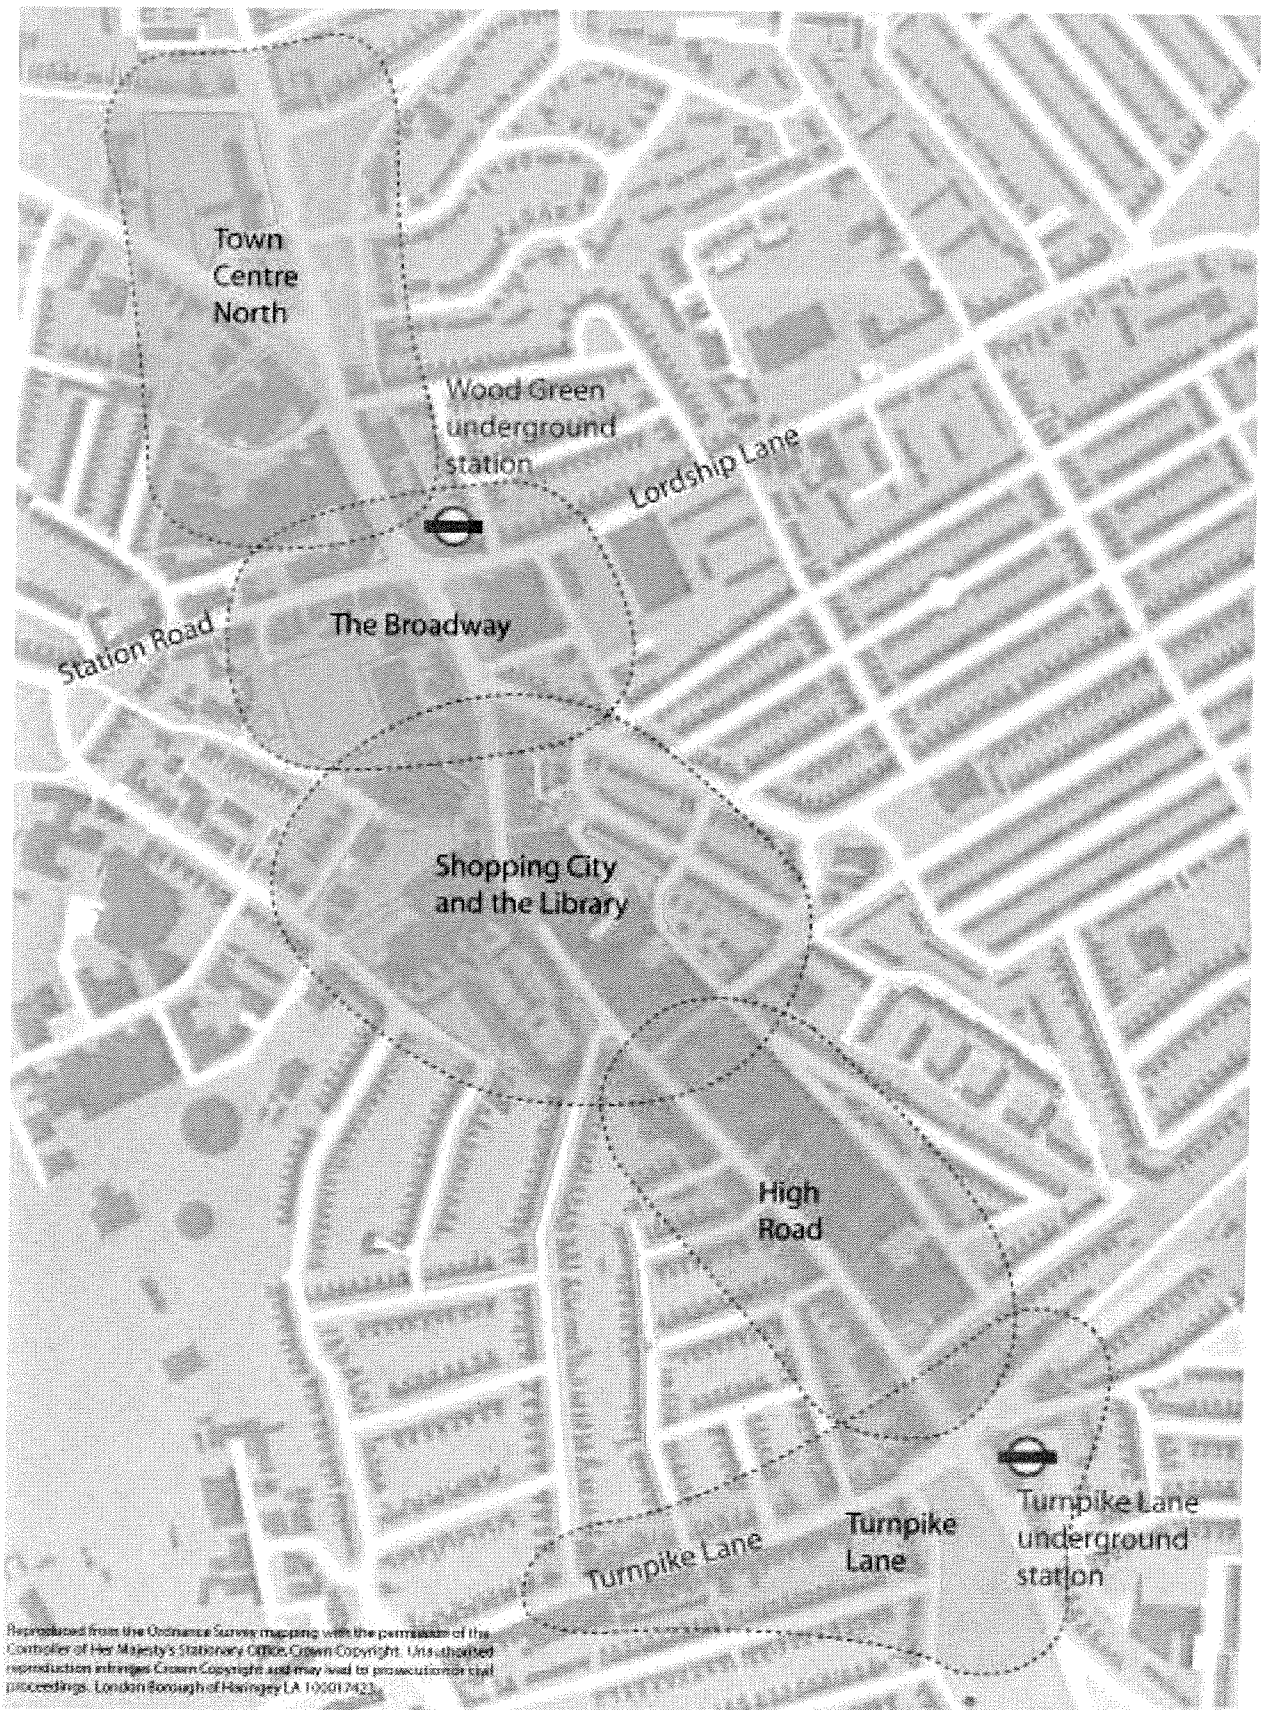 Town
Centre
North
Wood Green
underground
station
Lordship Lane
The Broadway
Station Road
Shopping City
and the Library
High
Road
Turnpike Lane
Turnpike
Lane
Turnpike Lane
underground
station
Reproduced from the Ordnance Survey mapping with the permission of the
Controller of Her Majesty's Stationary Office, Crown Copyright. Unauthorised
reproduction infringes Crown Copyright and may lead to prosecution or civil
proceedings. London Borough of Haringey LA 100017423.